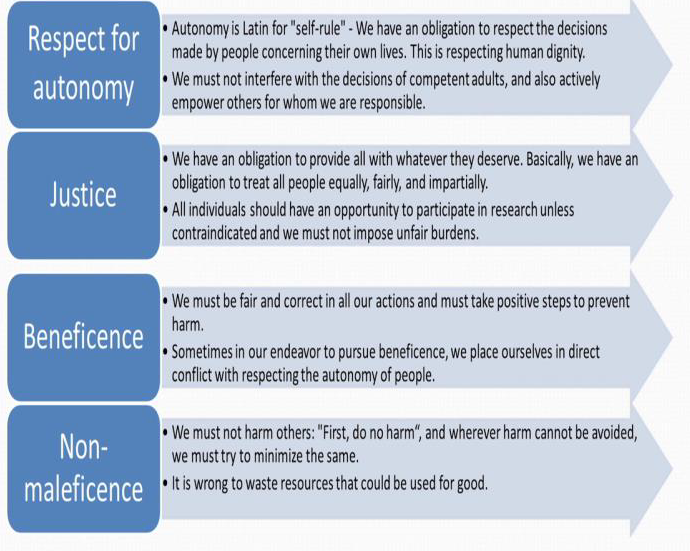 Respect for
autonomy
• Autonomy is Latin for "self-rule" - We have an obligation to respect the decisions
made by people concerning their own lives. This is respecting human dignity.
• We must not interfere with the decisions of competent adults, and also actively
empower others for whom we are responsible.
Justice
• We have an obligation to provide all with whatever they deserve. Basically, we have an
obligation to treat all people equally, fairly, and impartially.
• All individuals should have an opportunity to participate in research unless
contraindicated and we must not impose unfair burdens.
Beneficence
• We must be fair and correct in all our actions and must take positive steps to prevent
harm.
• Sometimes in our endeavor to pursue beneficence, we place ourselves in direct
conflict with respecting the autonomy of people.
Non-
maleficence
• We must not harm others: "First, do no harm“, and wherever harm cannot be avoided,
we must try to minimize the same.
• It is wrong to waste resources that could be used for good.